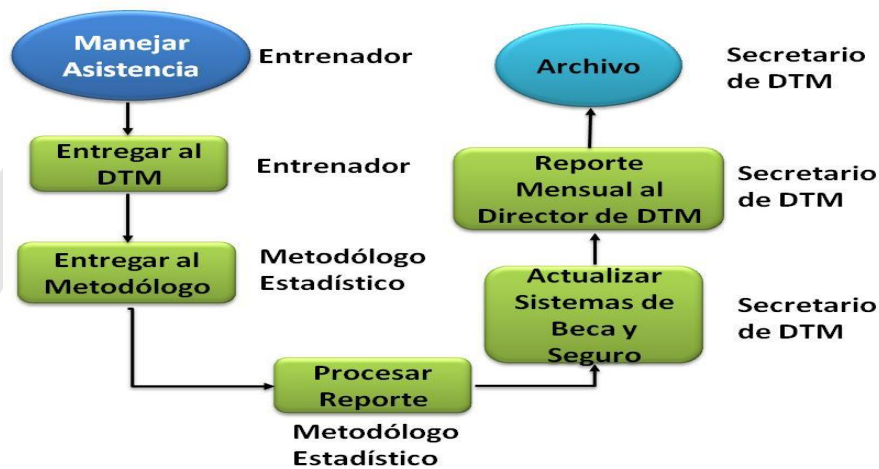 Manejar
Asistencia
Entrenador
Entregar al
DTM
Entrenador
Entregar al
Metodólogo
Metodólogo
Estadístico
Procesar
Reporte
Metodólogo
Estadístico
Actualizar
Sistemas de
Beca y
Seguro
Secretario
de DTM
Reporte
Mensual al
Director de DTM
Secretario
de DTM
Archivo
Secretario
de DTM